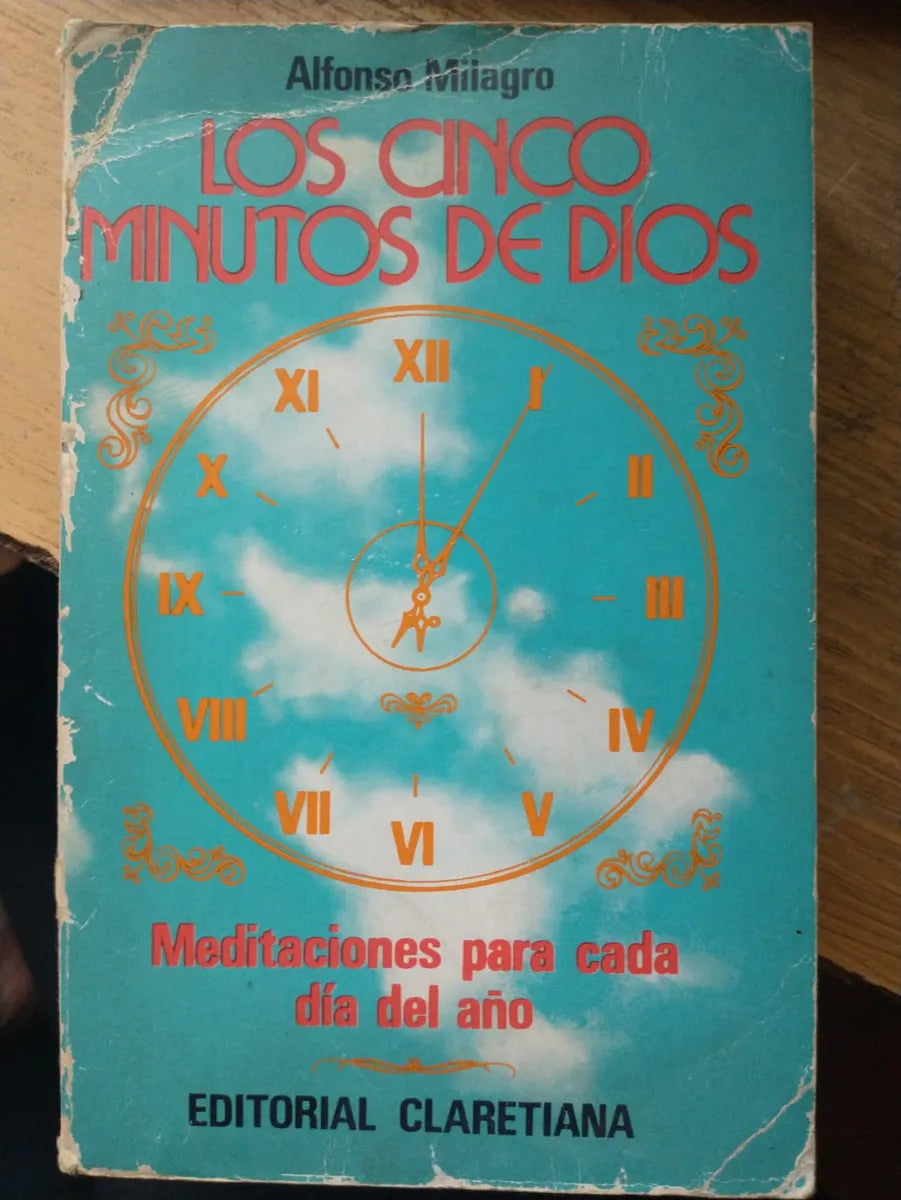 Alfonso Milagro
LOS CINCO
MINUTOS DE DIOS
XII
XI
I
X
II
IX
III
VIII
IV
VII
V
VI
Meditaciones para cada
día del año
EDITORIAL CLARETIANA